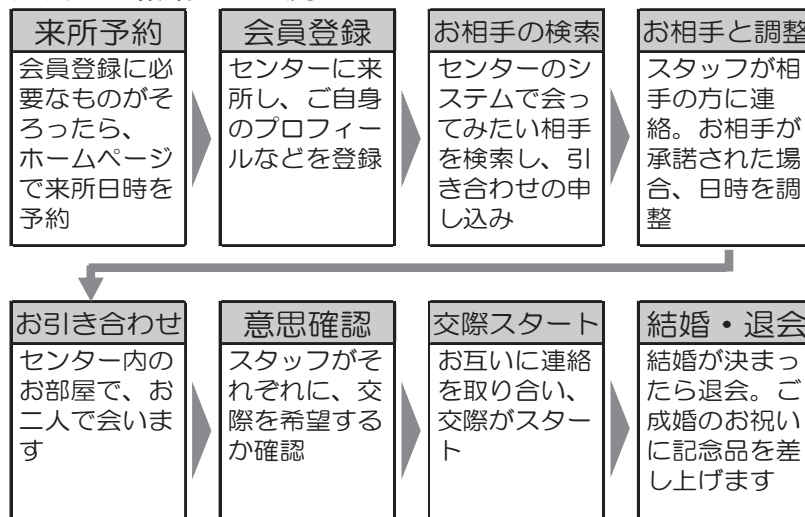 来所予約
会員登録に必
要なものがそ
ろったら、
ホームページ
で来所日時を
予約
会員登録
センターに来
所し、ご自身
のプロフィー
ルなどを登録
お相手の検索
センターのシ
ステムで会っ
てみたい相手
を検索し、引
き合わせの申
し込み
お相手と調整
スタッフが相
手の方に連
絡。お相手が
承諾された場
合、日時を調
整
お引き合わせ
センター内の
お部屋で、お
二人で会いま
す
意思確認
スタッフがそ
れぞれに、交
際を希望する
か確認
交際スタート
お互いに連絡
を取り合い、
交際がスター
ト
結婚・退会
結婚が決まっ
たら退会。ご
成婚のお祝い
に記念品を差
し上げます